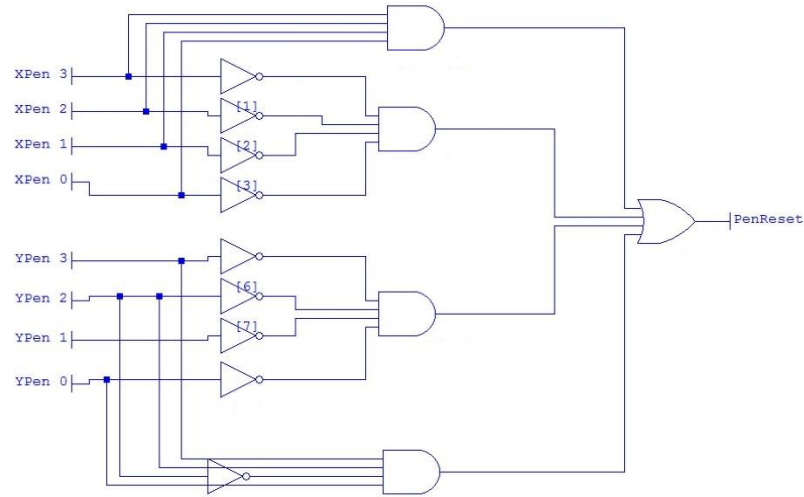 XPen 3
[1]
XPen 2
[2]
XPen 1
[3]
XPen 0
PenReset
YPen 3
[6]
YPen 2
[7]
YPen 1
YPen 0